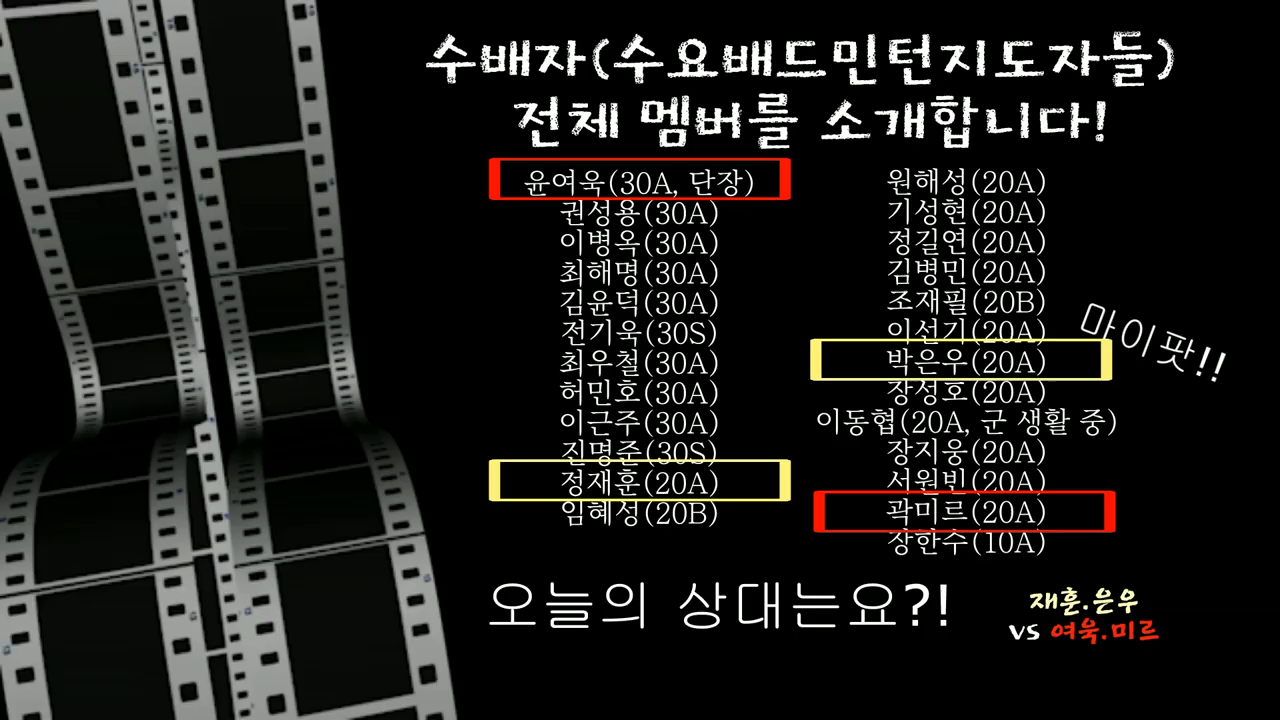 수배자(수요배드민턴지도자들)
전체 멤버를 소개합니다!
윤여욱(30A, 단장)
권성용(30A)
이병옥(30A)
최해명(30A)
김윤덕(30A)
전기욱(30S)
최우철(30A)
허민호(30A)
이근주(30A)
진명준(30S)
정재훈(20A)
임혜성(20B)
원해성(20A)
기성현(20A)
정길연(20A)
김병민(20A)
조재필(20B)
이선기(20A)
박은우(20A)
장성호(20A)
이동협(20A, 군 생활 중)
장지웅(20A)
서원빈(20A)
곽미르(20A)
장한수(10A)
마이팟!!
오늘의 상대는요?!
재훈.은우
vs 여욱.미르